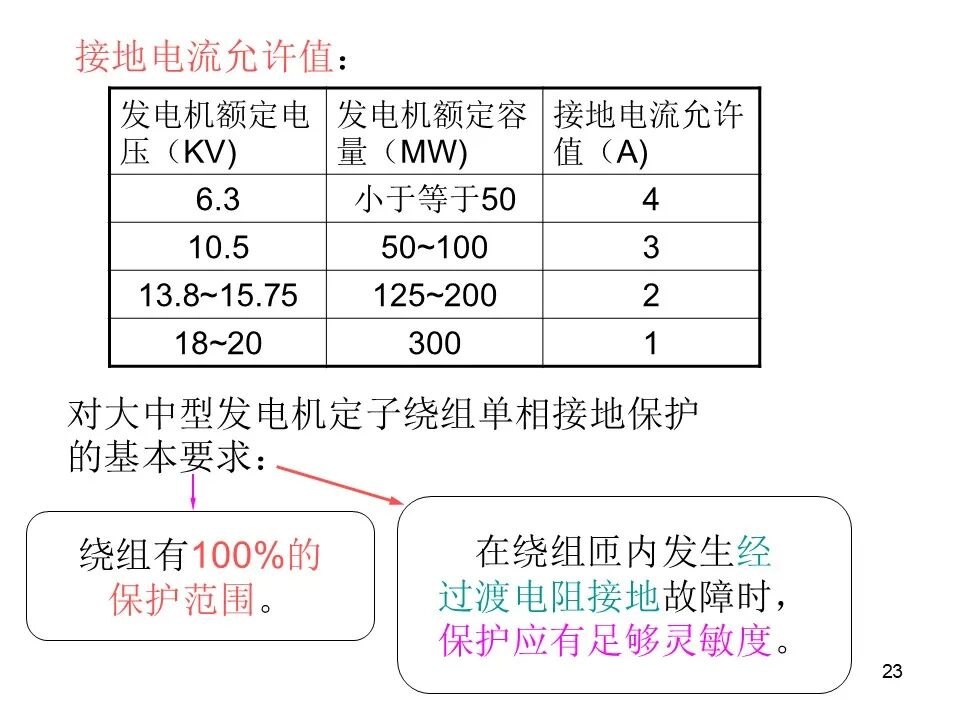 接地电流允许值：
发电机额定电
压（KV)
发电机额定容
量（MW)
接地电流允许
值（A)
6.3
小于等于50
4
10.5
50~100
3
13.8~15.75
125~200
2
18~20
300
1
对大中型发电机定子绕组单相接地保护
的基本要求：
绕组有100%的
保护范围。
在绕组匝内发生经
过渡电阻接地故障时，
保护应有足够灵敏度。
23